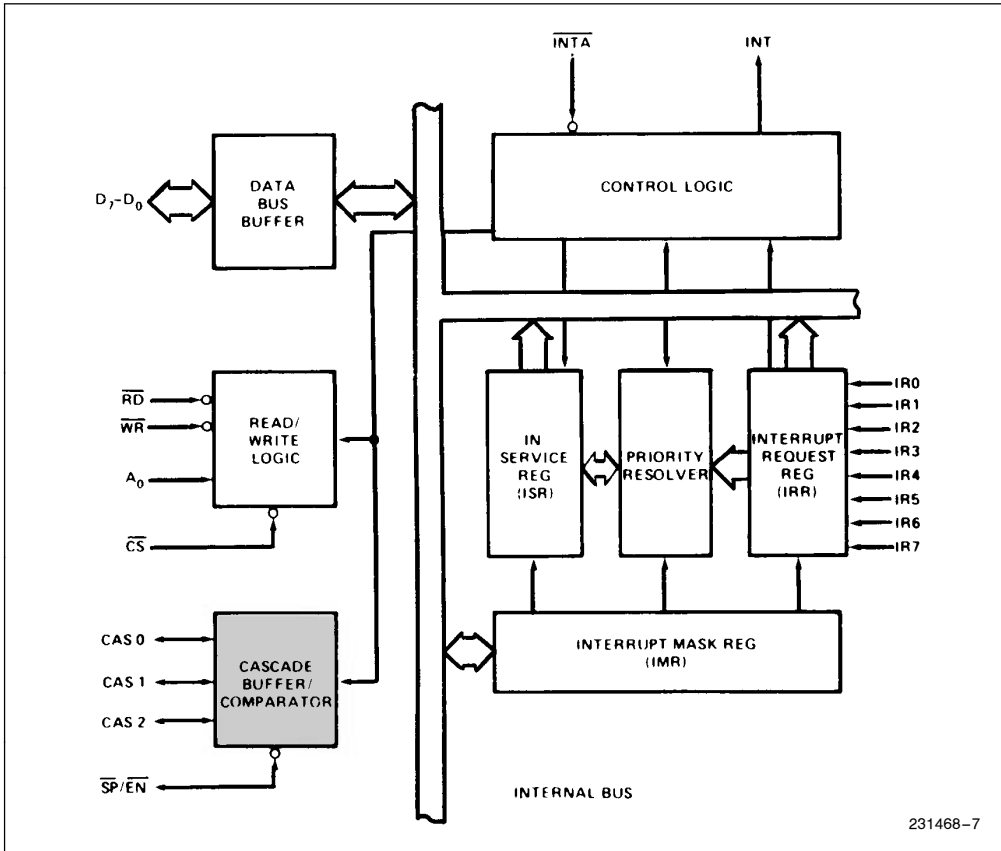 INTA
INT
DATA
BUS
BUFFER
D7-D0
CONTROL LOGIC
RD
WR
A0
CS
READ/
WRITE
LOGIC
IN
SERVICE
REG
(ISR)
PRIORITY
RESOLVER
INTERRUPT
REQUEST
REG
(IRR)
IR0
IR1
IR2
IR3
IR4
IR5
IR6
IR7
CAS 0
CAS 1
CAS 2
SP/EN
CASCADE
BUFFER/
COMPARATOR
INTERRUPT MASK REG
(IMR)
INTERNAL BUS
231468-7